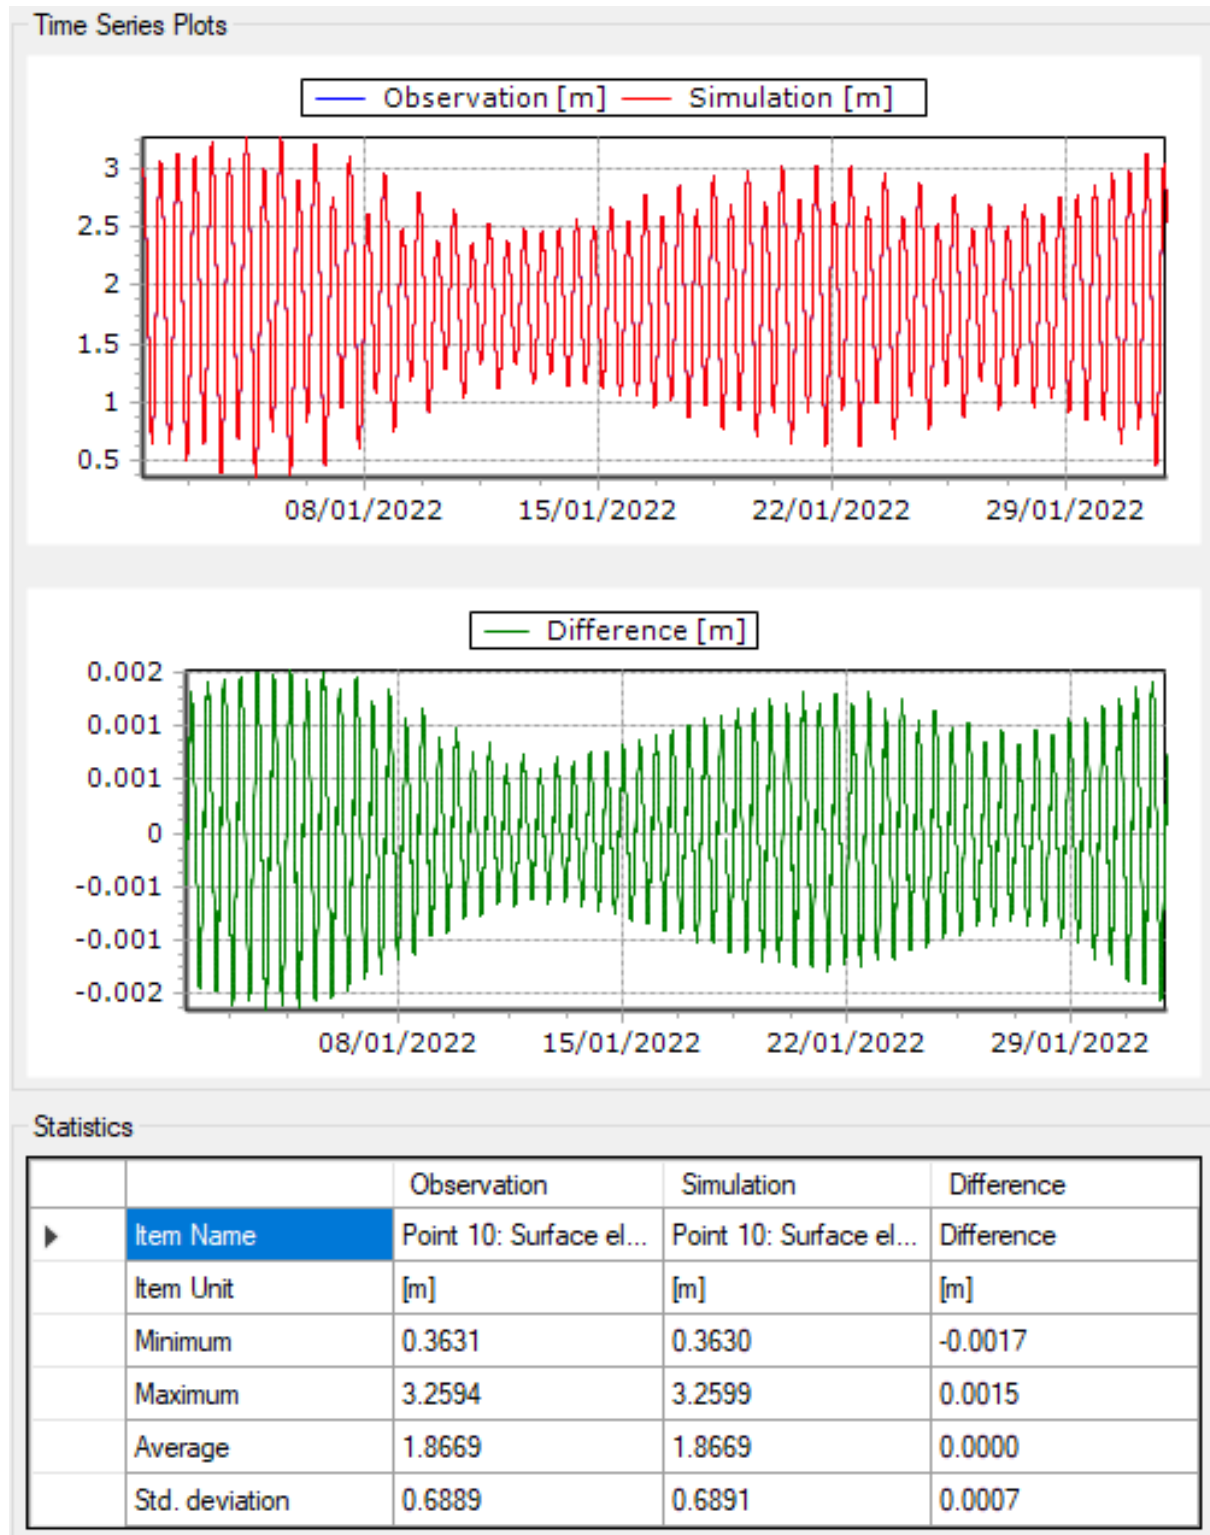 Time Series Plots
Observation [m] Simulation [m]
3
2.5
2
1.5
1
0.5
08/01/2022 15/01/2022 22/01/2022 29/01/2022
Difference [m]
0.002
0.001
0.001
0
-0.001
-0.001
-0.002
08/01/2022 15/01/2022 22/01/2022 29/01/2022
Statistics
Observation Simulation Difference
Item Name Point 10: Surface el... Point 10: Surface el... Difference
Item Unit [m] [m] [m]
Minimum 0.3631 0.3630 -0.0017
Maximum 3.2594 3.2599 0.0015
Average 1.8669 1.8669 0.0000
Std. deviation 0.6889 0.6891 0.0007